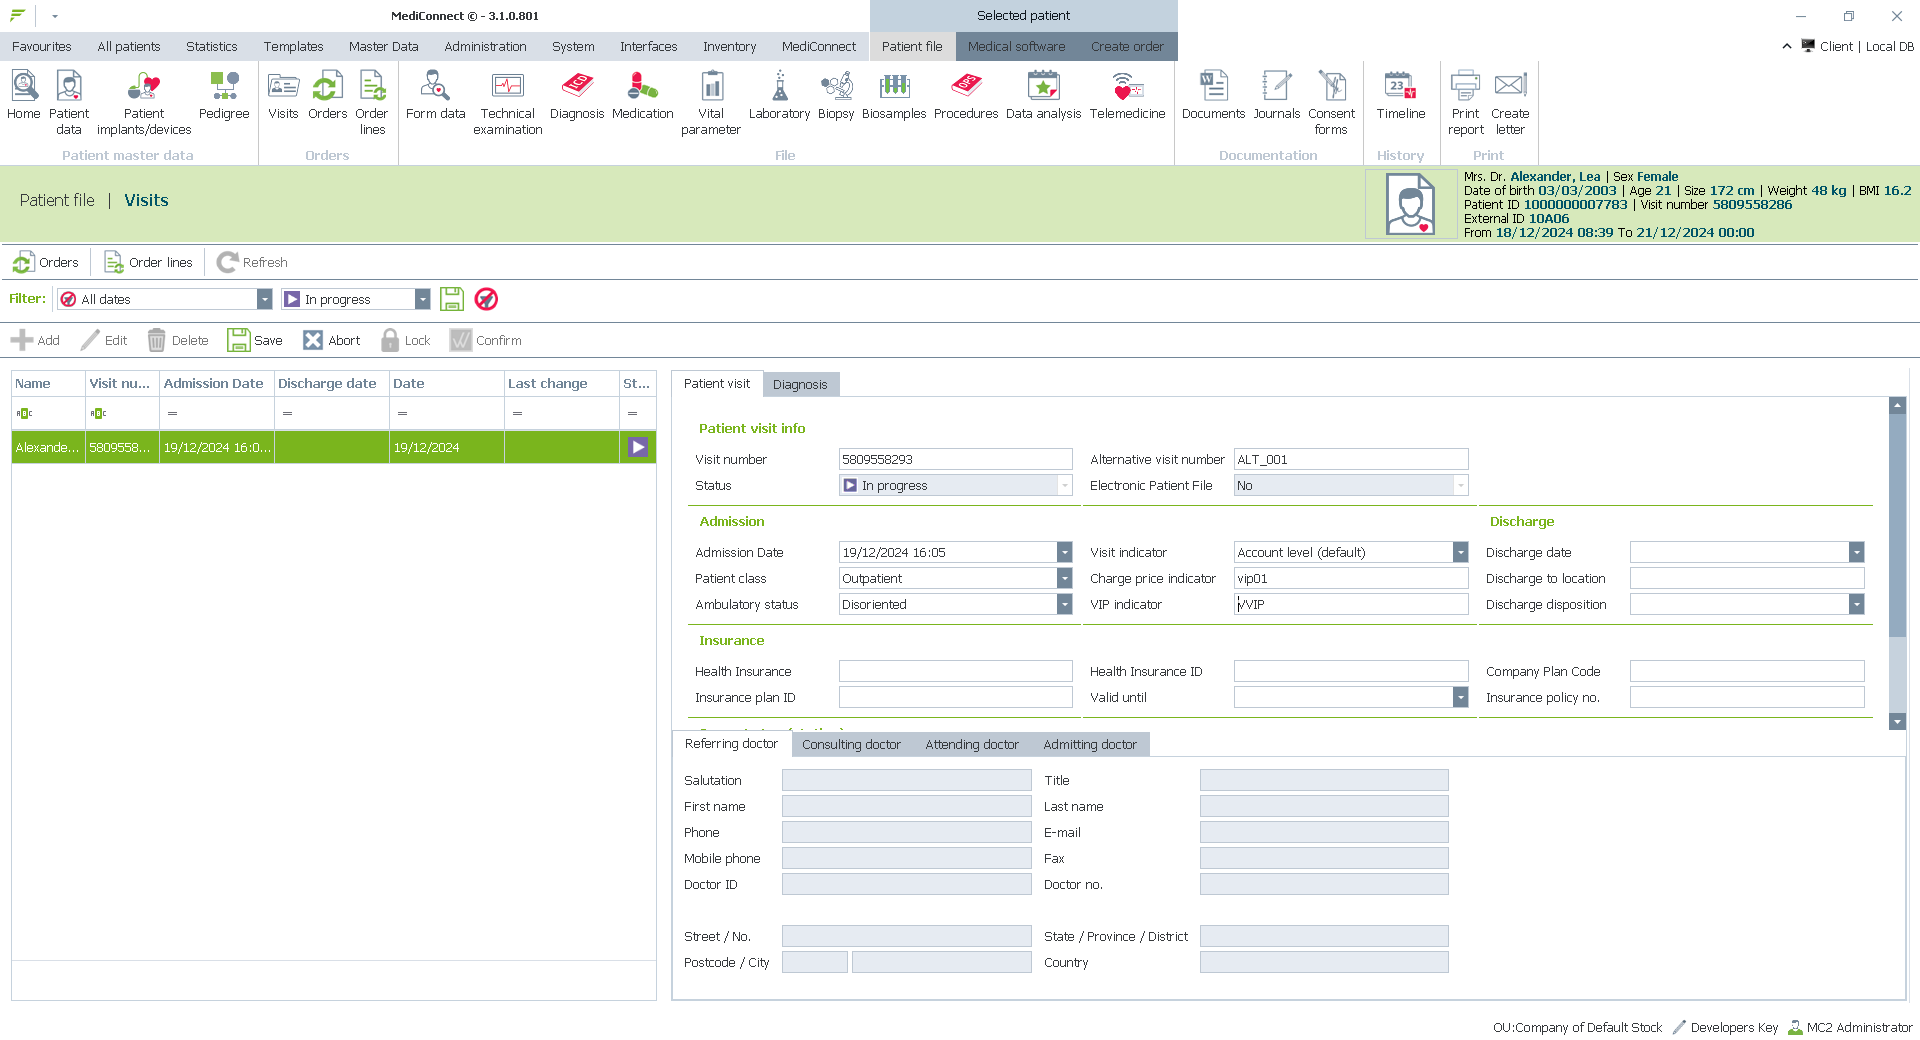 MediConnect © - 3.1.0.801
Selected patient
Favourites All patients Statistics Templates Master Data Administration System Interfaces Inventory MediConnect Patient file Medical software Create order
Client | Local DB
Home Patient data Patient implants/devices Pedigree
Patient master data
Visits Orders Order lines
Orders
Form data Technical examination Diagnosis Medication Vital parameter Laboratory Biopsy Biosamples Procedures Data analysis Telemedicine
File
Documents Journals Consent forms
Documentation
Timeline
History
Print report Create letter
Print
Patient file | Visits
Mrs. Dr. Alexander, Lea | Sex Female
Date of birth 03/03/2003 | Age 21 | Size 172 cm | Weight 48 kg | BMI 16.2
Patient ID 1000000007783 | Visit number 5809558286
External ID 10A06
From 18/12/2024 08:39 To 21/12/2024 00:00
Orders Order lines Refresh
Filter: All dates In progress
Add Edit Delete Save Abort Lock Confirm
Name Visit nu... Admission Date Discharge date Date Last change St...
Alexande... 5809558... 19/12/2024 16:0... 19/12/2024
Patient visit Diagnosis
Patient visit info
Visit number 5809558293 Alternative visit number ALT_001
Status In progress Electronic Patient File No
Admission Discharge
Admission Date 19/12/2024 16:05 Visit indicator Account level (default) Discharge date
Patient class Outpatient Charge price indicator vip01 Discharge to location
Ambulatory status Disoriented VIP indicator VVIP Discharge disposition
Insurance
Health Insurance Health Insurance ID Company Plan Code
Insurance plan ID Valid until Insurance policy no.
Referring doctor Consulting doctor Attending doctor Admitting doctor
Salutation Title
First name Last name
Phone E-mail
Mobile phone Fax
Doctor ID Doctor no.
Street / No. State / Province / District
Postcode / City Country
OU:Company of Default Stock Developers Key MC2 Administrator